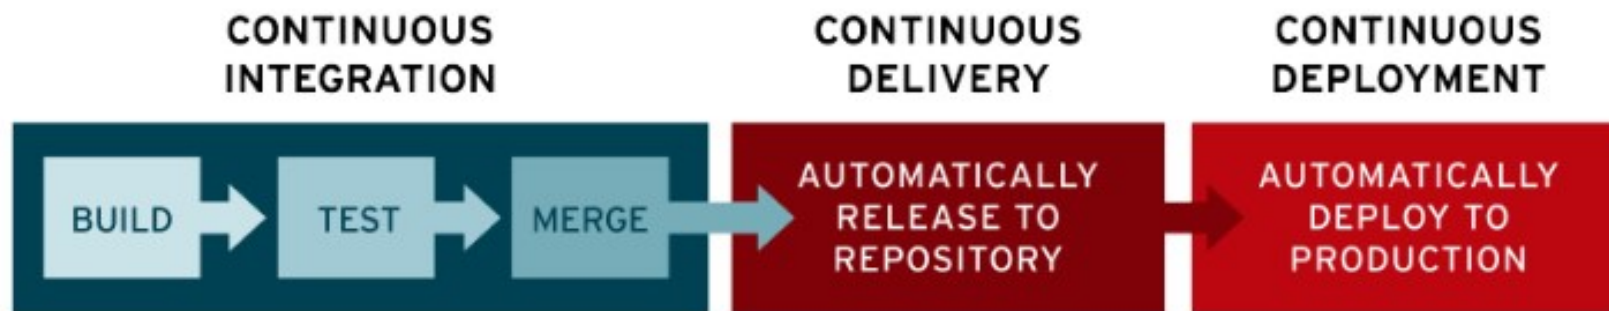 CONTINUOUS
INTEGRATION
CONTINUOUS
DELIVERY
CONTINUOUS
DEPLOYMENT
BUILD
TEST
MERGE
AUTOMATICALLY
RELEASE TO
REPOSITORY
AUTOMATICALLY
DEPLOY TO
PRODUCTION